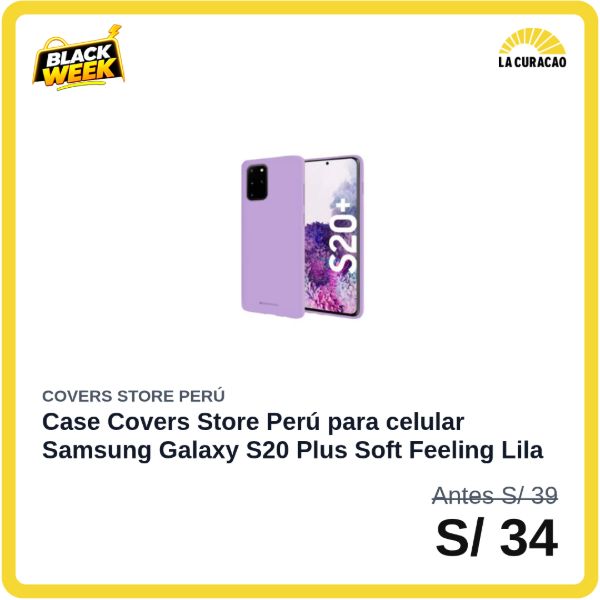 BLACK
WEEK
LA CURACAO
S20+
COVERS STORE PERÚ
Case Covers Store Perú para celular
Samsung Galaxy S20 Plus Soft Feeling Lila
Antes S/ 39
S/ 34